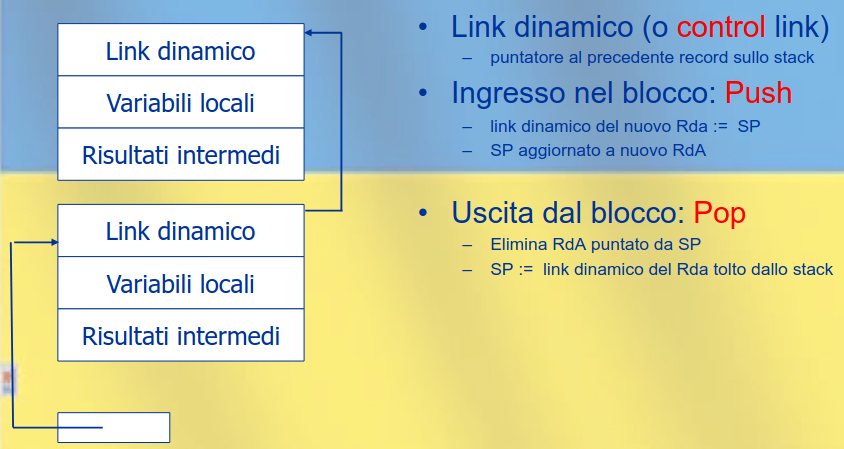 Link dinamico
Variabili locali
Risultati intermedi
Link dinamico
Variabili locali
Risultati intermedi
• Link dinamico (o control link)
– puntatore al precedente record sullo stack
• Ingresso nel blocco: Push
– link dinamico del nuovo Rda := SP
– SP aggiornato a nuovo RdA
• Uscita dal blocco: Pop
– Elimina RdA puntato da SP
– SP := link dinamico del Rda tolto dallo stack